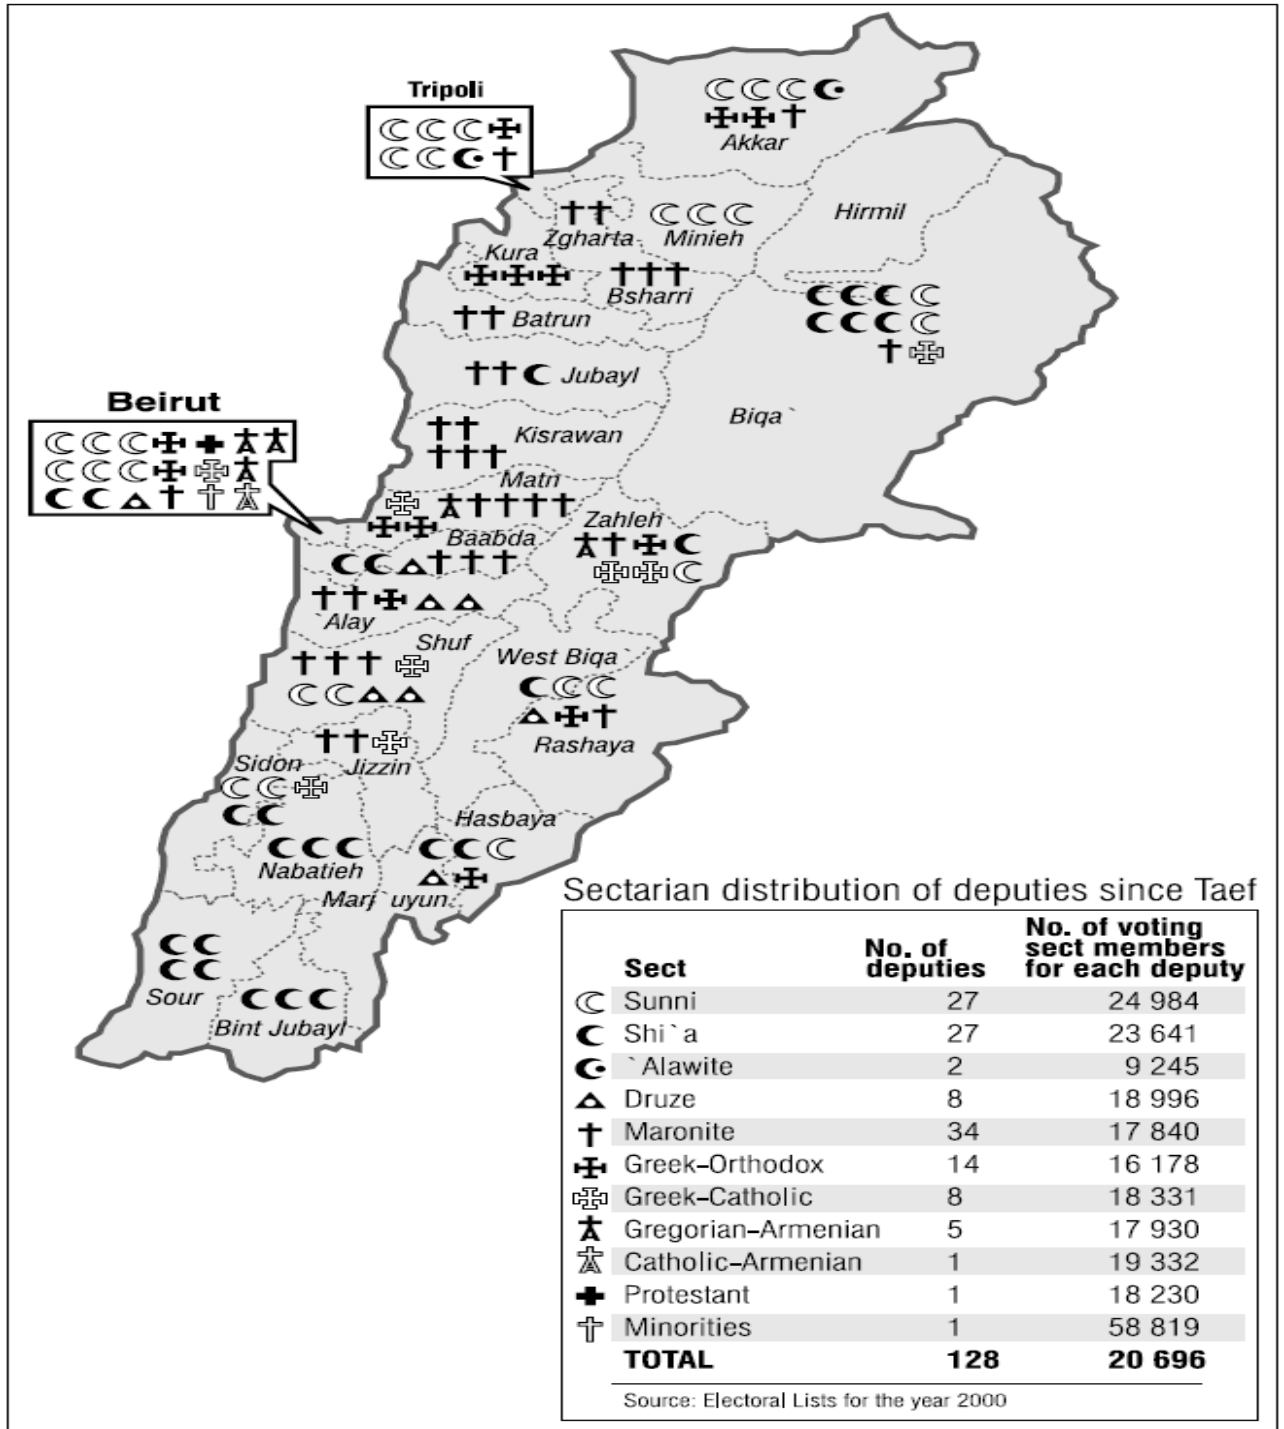 Tripoli
Akkar
Hirmil
Zgharta
Minieh
Kura
Bsharri
Batrun
Jubayl
Beirut
Biqa`
Kisrawan
Matn
Zahleh
Baabda
`Alay
Shuf
West Biqa`
Rashaya
Sidon
Jizzin
Hasbaya
Nabatieh
Marj`uyun
Sour
Bint Jubayl
Sectarian distribution of deputies since Taef
Sect No. of deputies No. of voting sect members for each deputy
Sunni 27 24 984
Shi`a 27 23 641
`Alawite 2 9 245
Druze 8 18 996
Maronite 34 17 840
Greek-Orthodox 14 16 178
Greek-Catholic 8 18 331
Gregorian-Armenian 5 17 930
Catholic-Armenian 1 19 332
Protestant 1 18 230
Minorities 1 58 819
TOTAL 128 20 696
Source: Electoral Lists for the year 2000